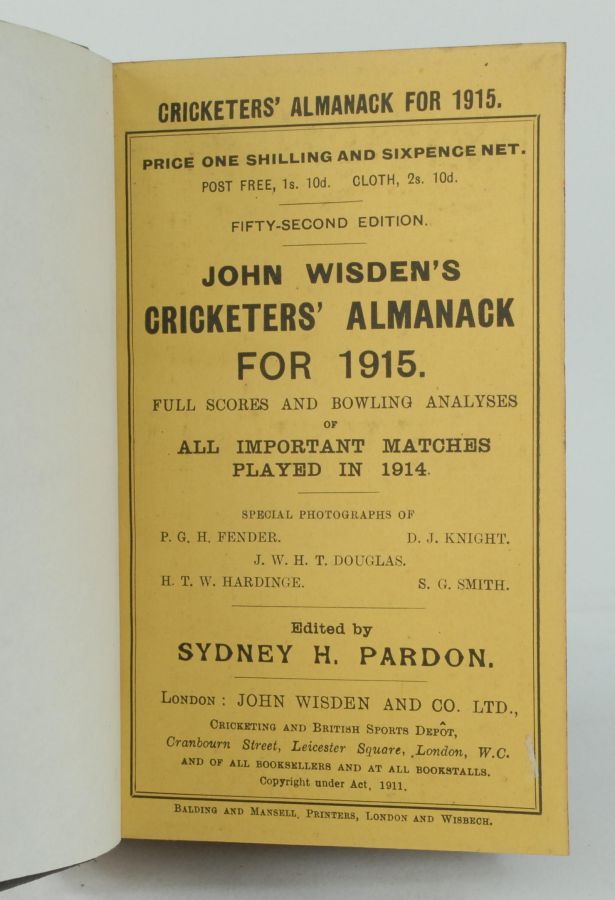 CRICKETERS' ALMANACK FOR 1915.
PRICE ONE SHILLING AND SIXPENCE NET.
POST FREE, 1s. 10d. CLOTH, 2s. 10d.
FIFTY-SECOND EDITION.
JOHN WISDEN'S
CRICKETERS' ALMANACK
FOR 1915.
FULL SCORES AND BOWLING ANALYSES
OF
ALL IMPORTANT MATCHES
PLAYED IN 1914.
SPECIAL PHOTOGRAPHS OF
P. G. H. FENDER. D. J. KNIGHT.
J. W. H. T. DOUGLAS.
H. T. W. HARDINGE. S. G. SMITH.
Edited by
SYDNEY H. PARDON.
LONDON: JOHN WISDEN AND CO. LTD.,
CRICKETING AND BRITISH SPORTS DEPÔT,
Cranbourn Street, Leicester Square, London, W.C.
AND OF ALL BOOKSELLERS AND AT ALL BOOKSTALLS.
Copyright under Act, 1911.
BALDING AND MANSELL, PRINTERS, LONDON AND WISBECH.